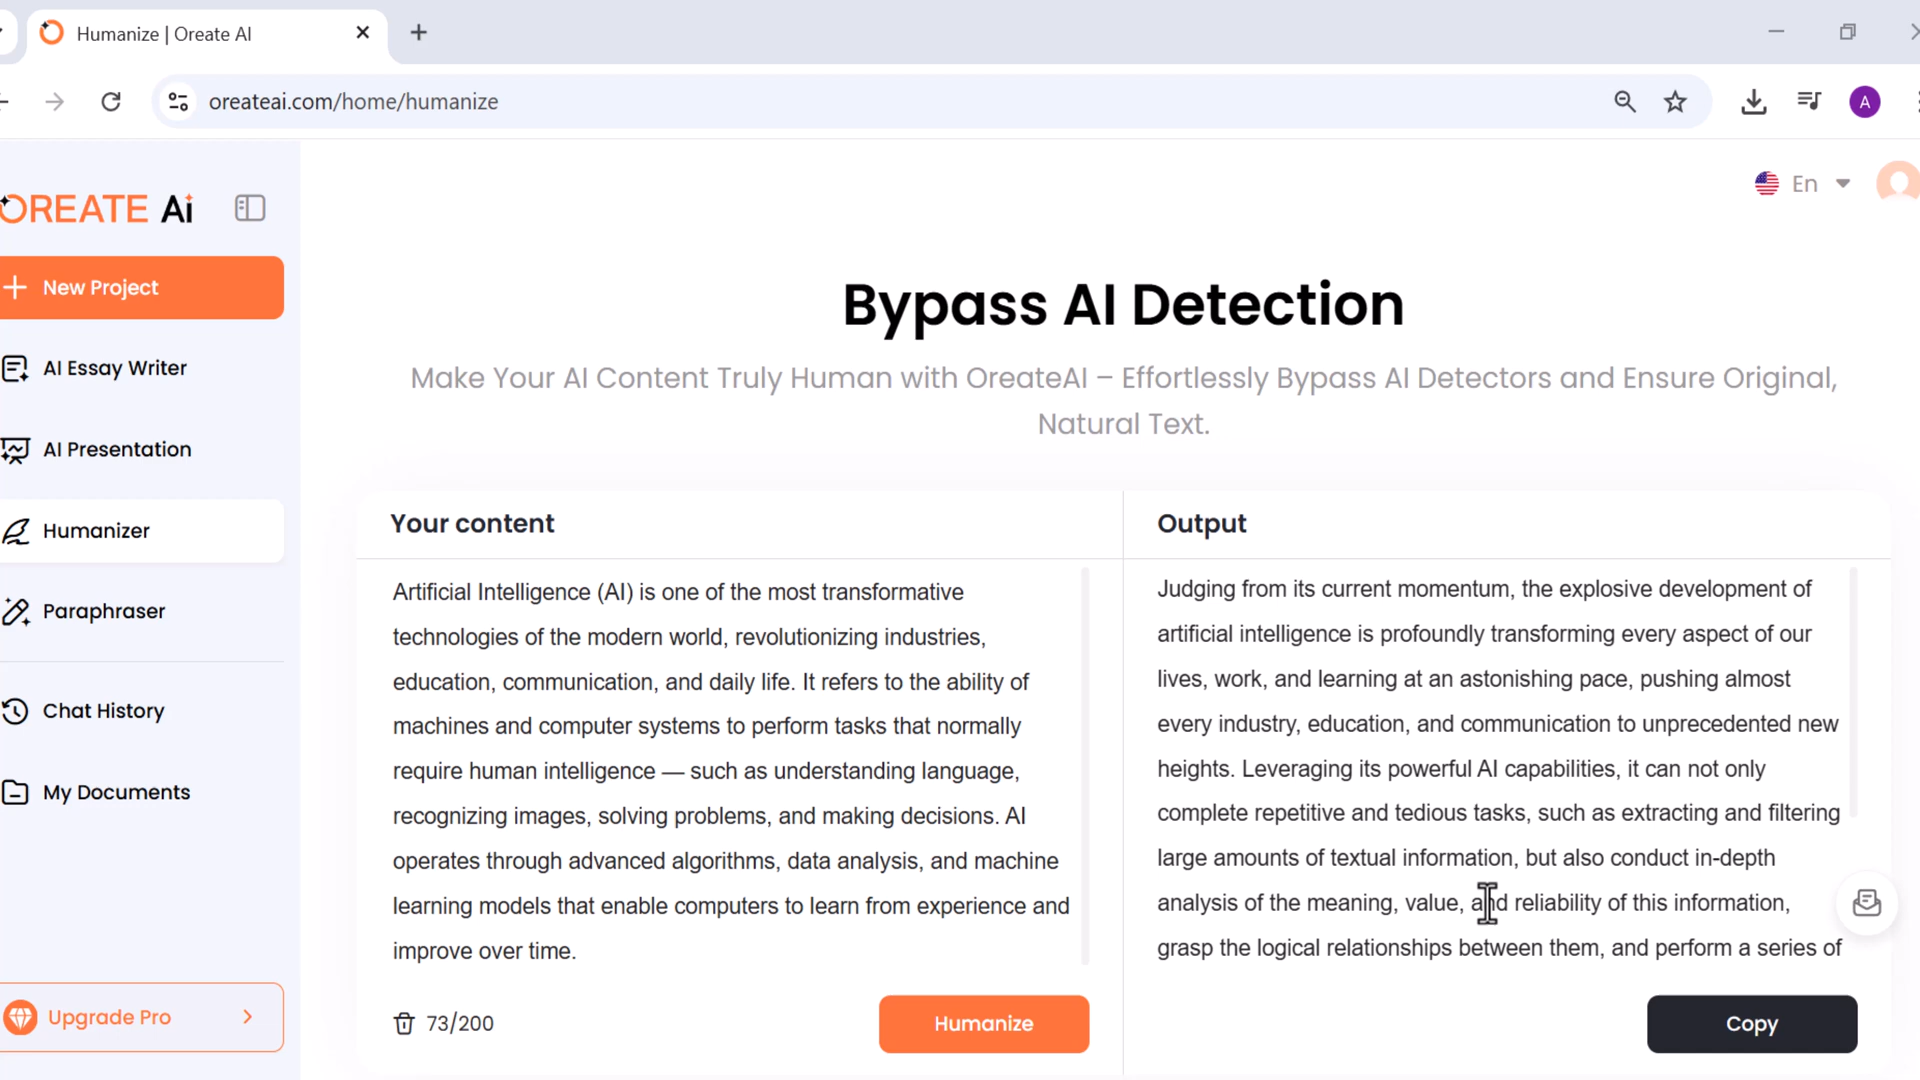 Humanize | Oreate AI
oreateai.com/home/humanize
A
OREATE Ai
En
New Project
AI Essay Writer
AI Presentation
Humanizer
Paraphraser
Chat History
My Documents
Upgrade Pro
Bypass AI Detection
Make Your AI Content Truly Human with OreateAI – Effortlessly Bypass AI Detectors and Ensure Original,
Natural Text.
Your content
Artificial Intelligence (AI) is one of the most transformative
technologies of the modern world, revolutionizing industries,
education, communication, and daily life. It refers to the ability of
machines and computer systems to perform tasks that normally
require human intelligence — such as understanding language,
recognizing images, solving problems, and making decisions. AI
operates through advanced algorithms, data analysis, and machine
learning models that enable computers to learn from experience and
improve over time.
73/200
Humanize
Output
Judging from its current momentum, the explosive development of
artificial intelligence is profoundly transforming every aspect of our
lives, work, and learning at an astonishing pace, pushing almost
every industry, education, and communication to unprecedented new
heights. Leveraging its powerful AI capabilities, it can not only
complete repetitive and tedious tasks, such as extracting and filtering
large amounts of textual information, but also conduct in-depth
analysis of the meaning, value, and reliability of this information,
grasp the logical relationships between them, and perform a series of
Copy